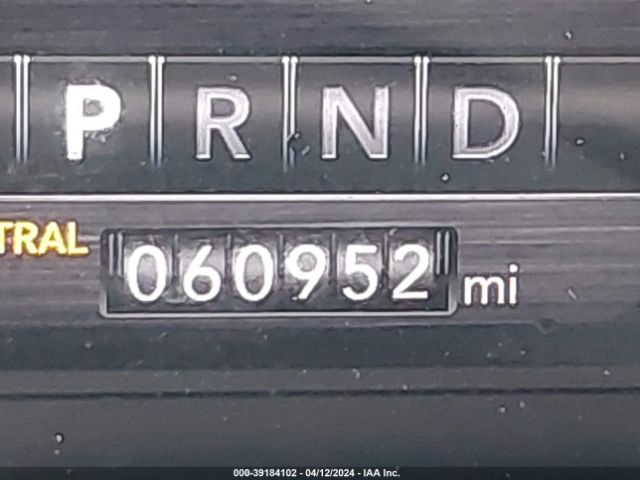 P R N D
TRAL
060952 mi
000-39184102 - 04/12/2024 - IAA Inc.